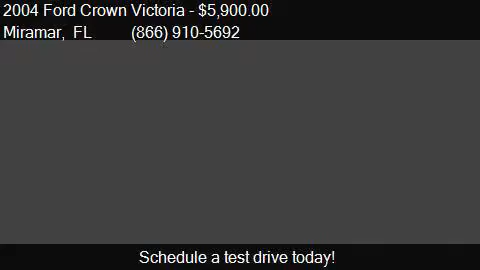 2004 Ford Crown Victoria - $5,900.00
Miramar,  FL        (866) 910-5692
Schedule a test drive today!